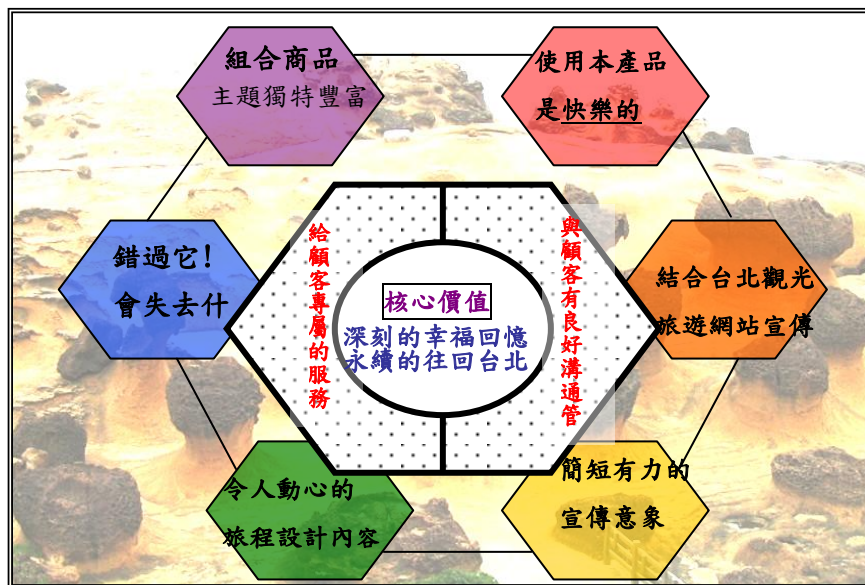 組合商品
主題獨特豐富
使用本產品
是快樂的
錯過它!
會失去什
給顧客專屬的服務
核心價值
深刻的幸福回憶
永續的往回台北
與顧客有良好溝通管
結合台北觀光
旅遊網站宣傳
令人動心的
旅程設計內容
簡短有力的
宣傳意象